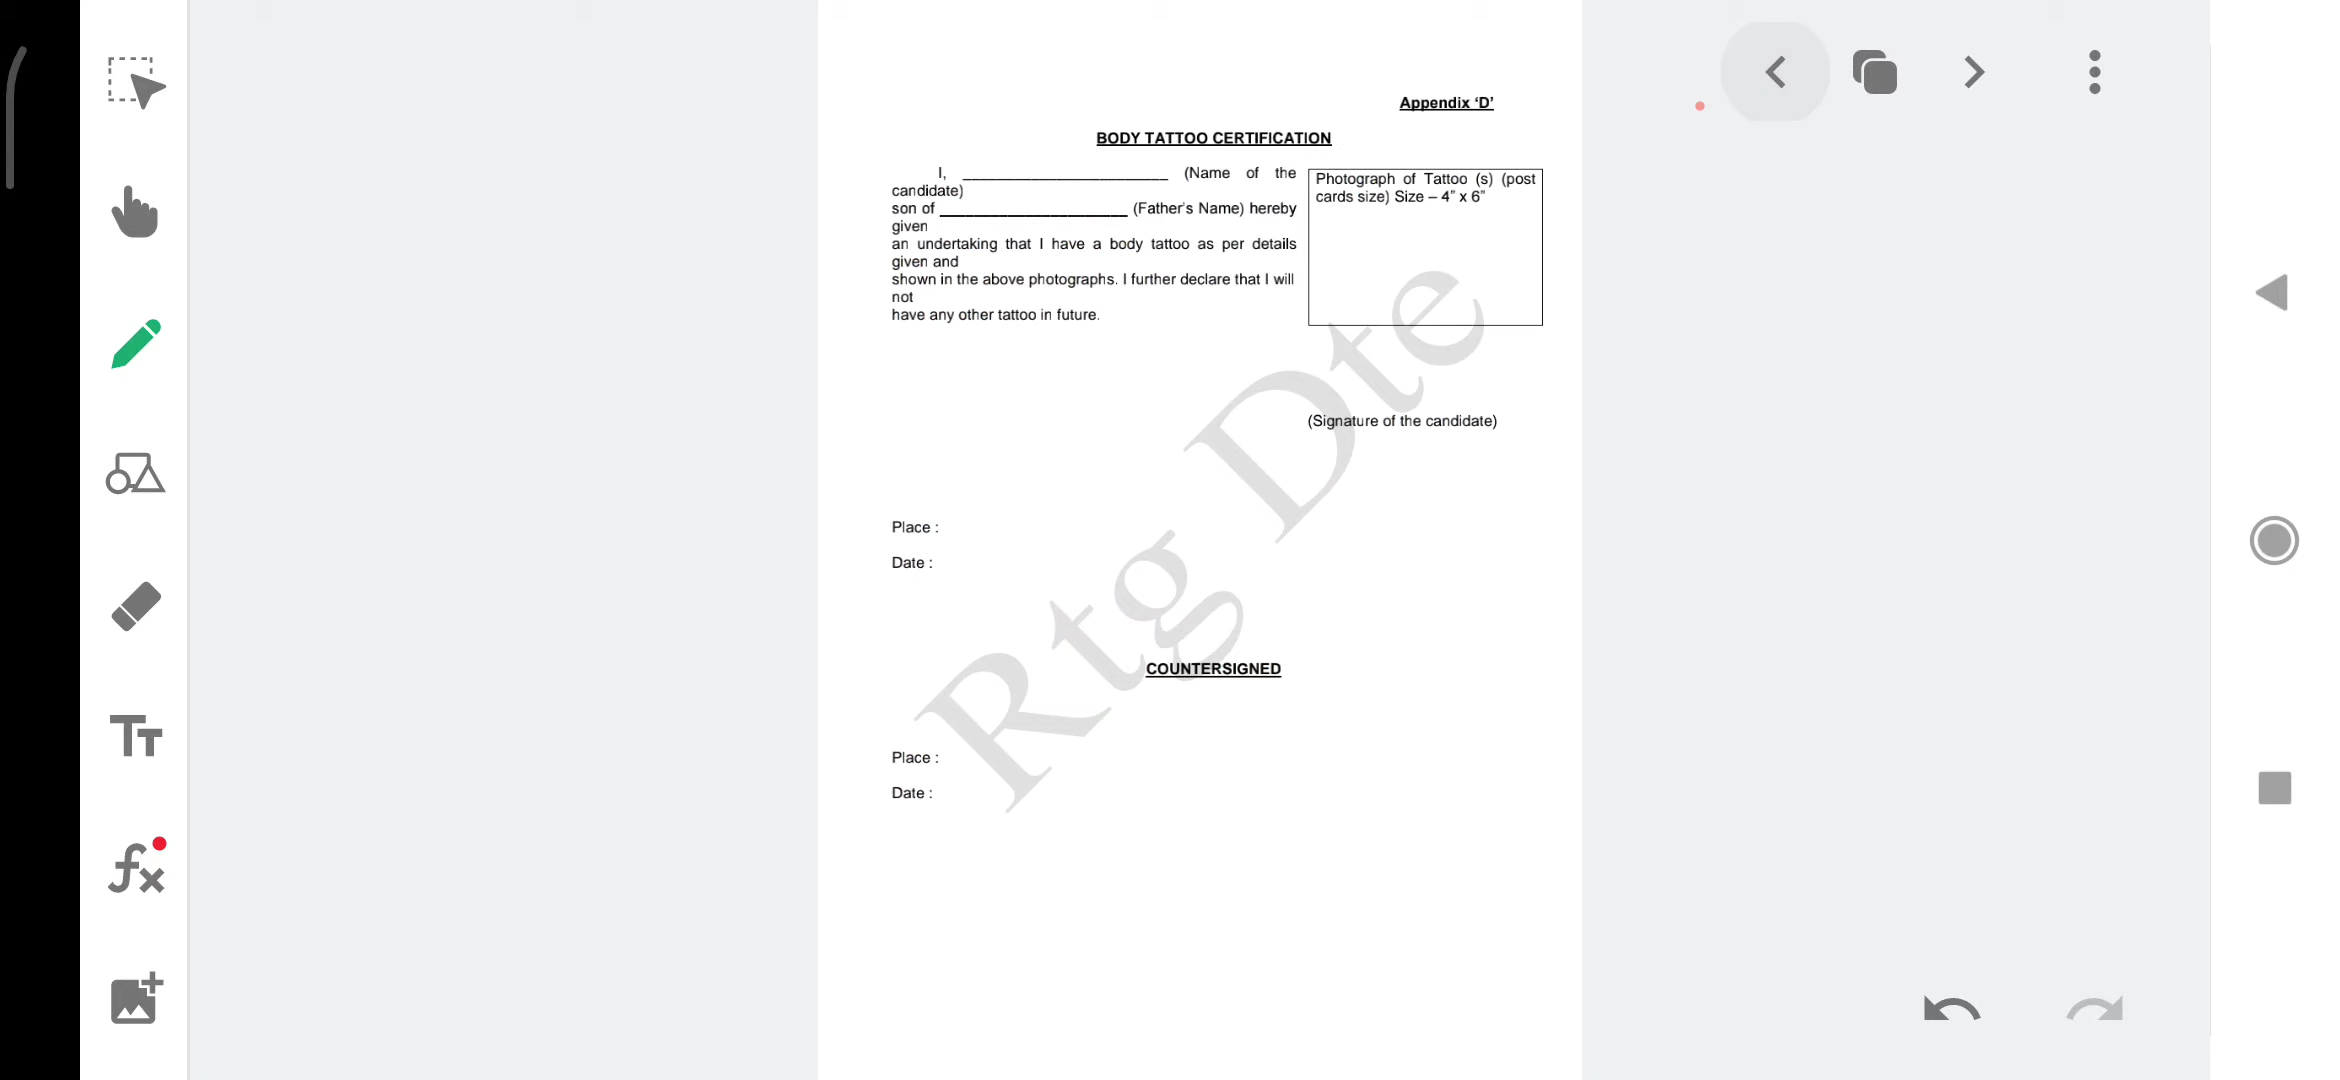 Appendix ‘D’
BODY TATTOO CERTIFICATION
I, _________________________ (Name of the
candidate)
son of _______________________ (Father's Name) hereby
given
an undertaking that I have a body tattoo as per details
given and
shown in the above photographs. I further declare that I will
not
have any other tattoo in future.
Photograph of Tattoo (s) (post
cards size) Size – 4” x 6”
(Signature of the candidate)
Place :
Date :
COUNTERSIGNED
Place :
Date :
Rtg Dte